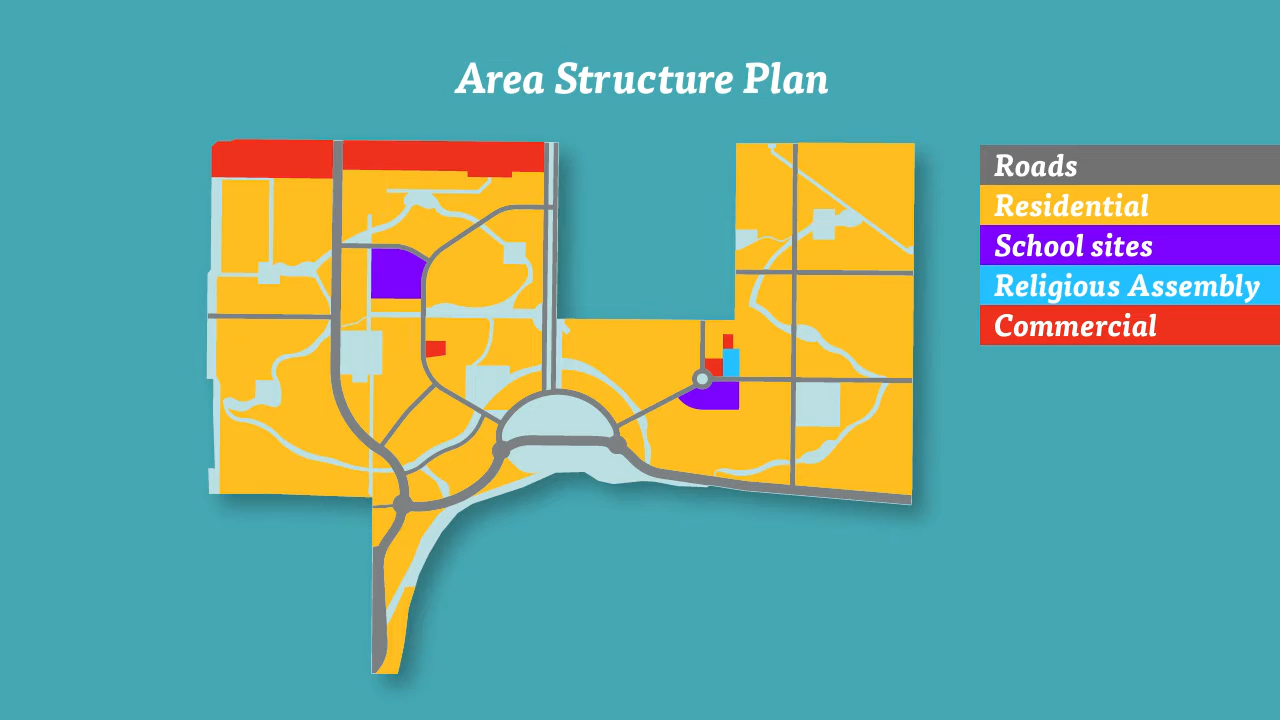 Area Structure Plan
Roads
Residential
School sites
Religious Assembly
Commercial